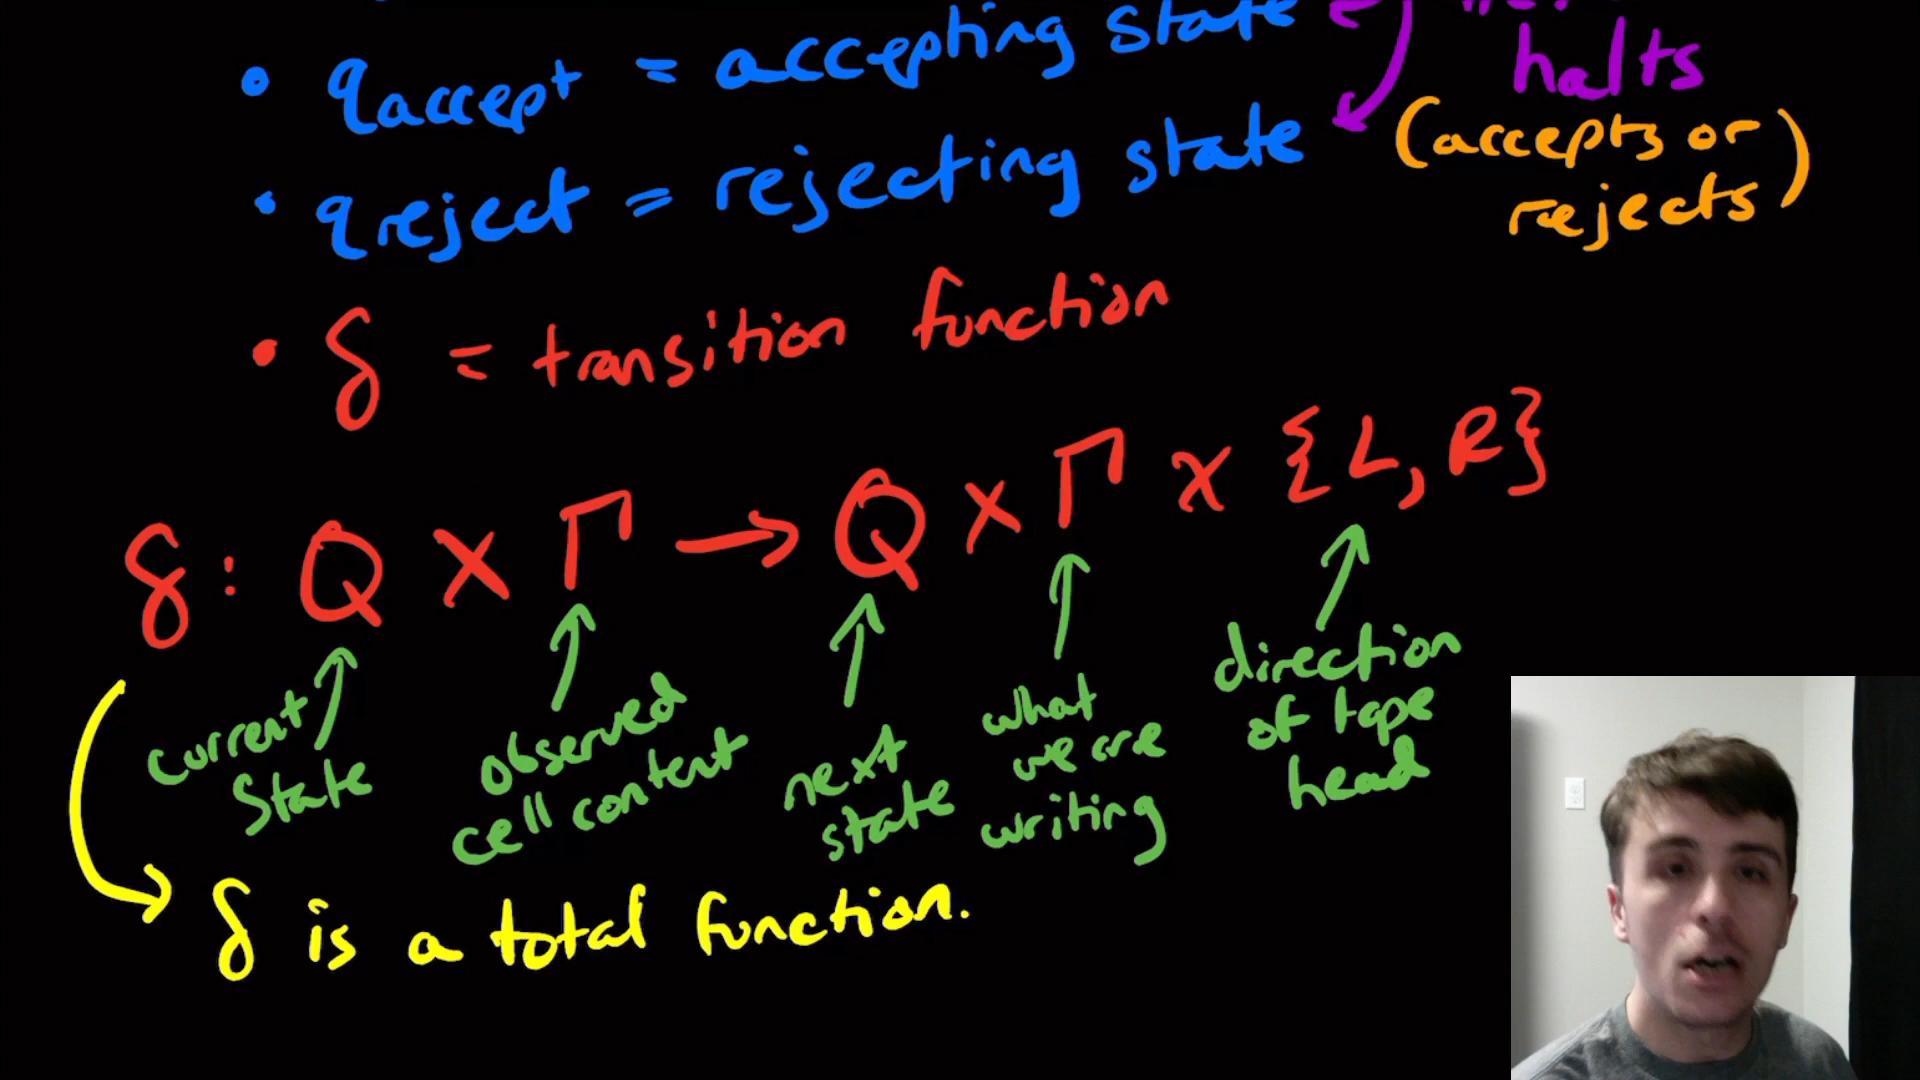 • qaccept = accepting state
halts
• qreject = rejecting state
(accepts or
rejects)
• δ = transition function
δ: Q × Γ → Q × Γ × {L, R}
current
state
observed
cell content
next
state
what
we are
writing
direction
of tape
head
δ is a total function.